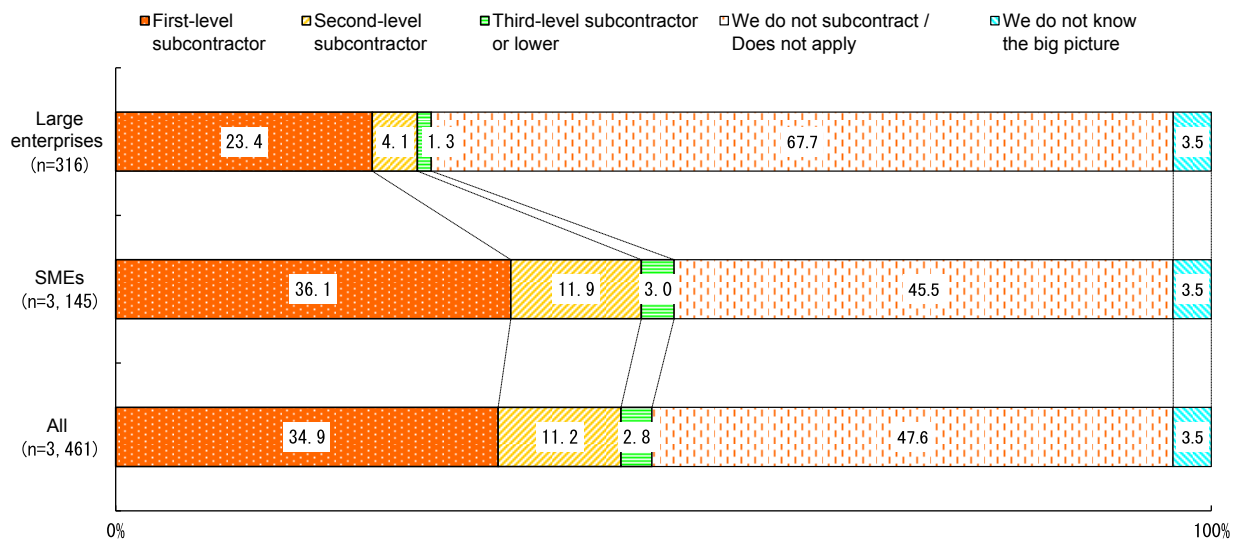 First-level subcontractor
Second-level subcontractor
Third-level subcontractor or lower
We do not subcontract / Does not apply
We do not know the big picture
Large enterprises
(n=316)
23.4
4.1
1.3
67.7
3.5
SMEs
(n=3,145)
36.1
11.9
3.0
45.5
3.5
All
(n=3,461)
34.9
11.2
2.8
47.6
3.5
0%
100%